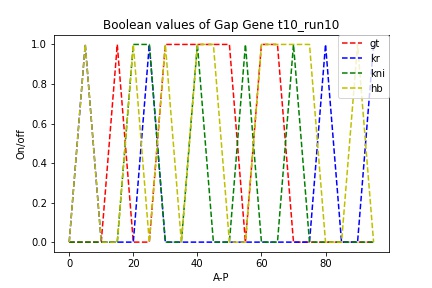 Boolean values of Gap Gene t10_run10
gt
kr
kni
hb
1.0
0.8
0.6
0.4
0.2
0.0
On/off
0 20 40 60 80
A-P